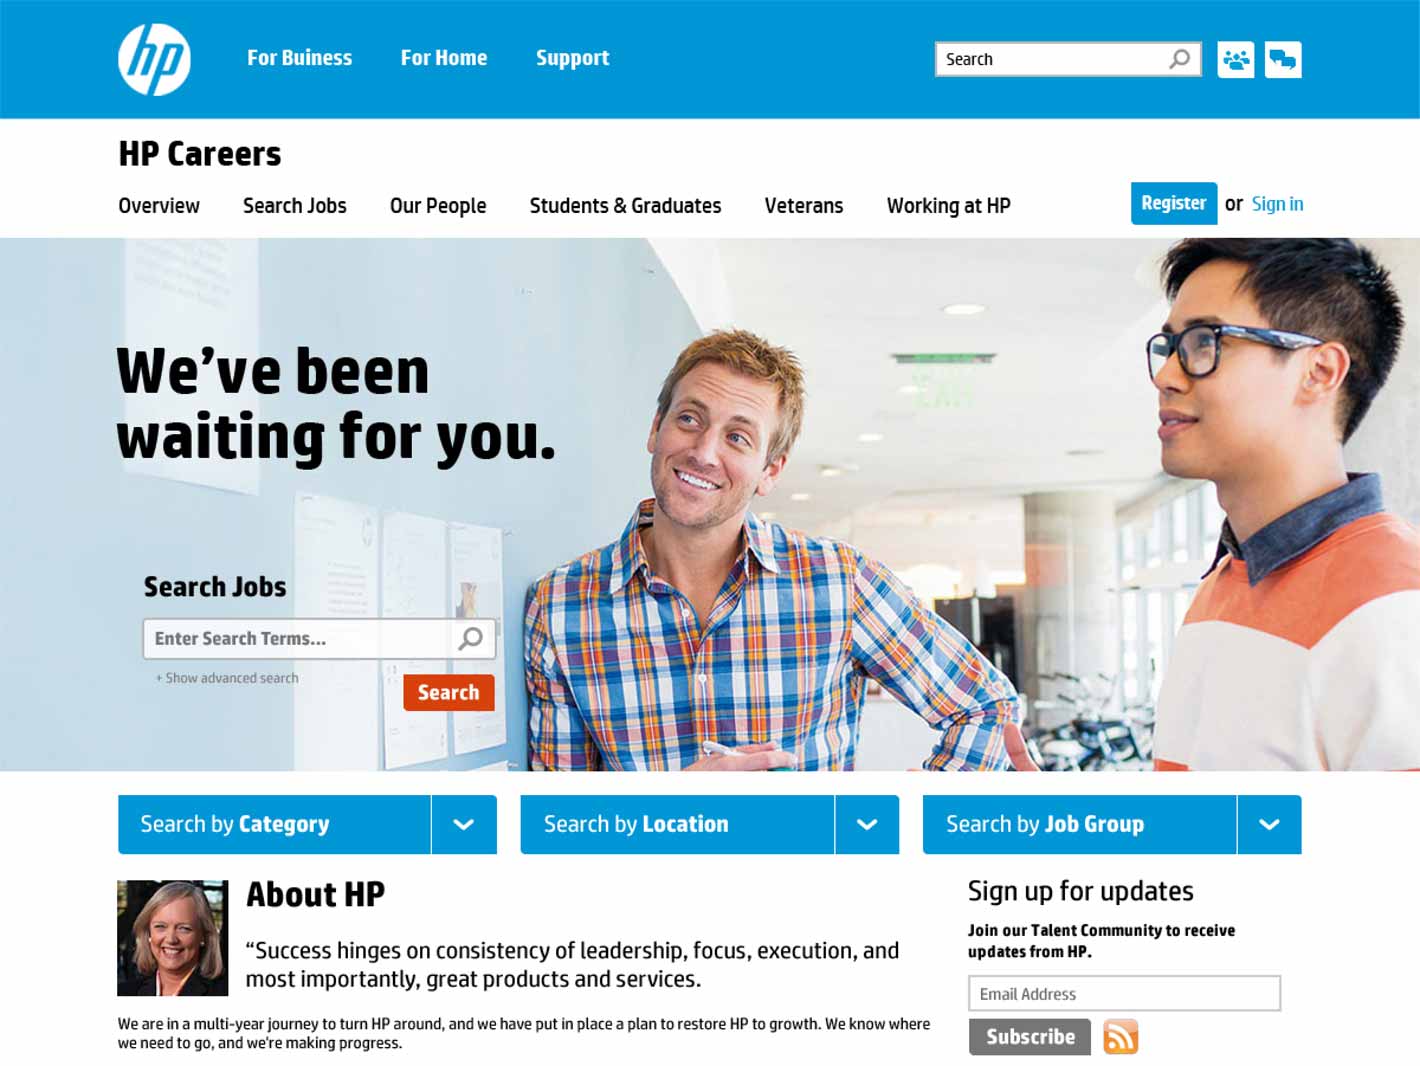 hp
For Buiness
For Home
Support
Search
HP Careers
Overview
Search Jobs
Our People
Students & Graduates
Veterans
Working at HP
Register or Sign in
We’ve been
waiting for you.
EXIT
Search Jobs
Enter Search Terms...
+ Show advanced search
Search
Search by Category
Search by Location
Search by Job Group
About HP
“Success hinges on consistency of leadership, focus, execution, and
most importantly, great products and services.
We are in a multi-year journey to turn HP around, and we have put in place a plan to restore HP to growth. We know where
we need to go, and we're making progress.
Sign up for updates
Join our Talent Community to receive
updates from HP.
Email Address
Subscribe